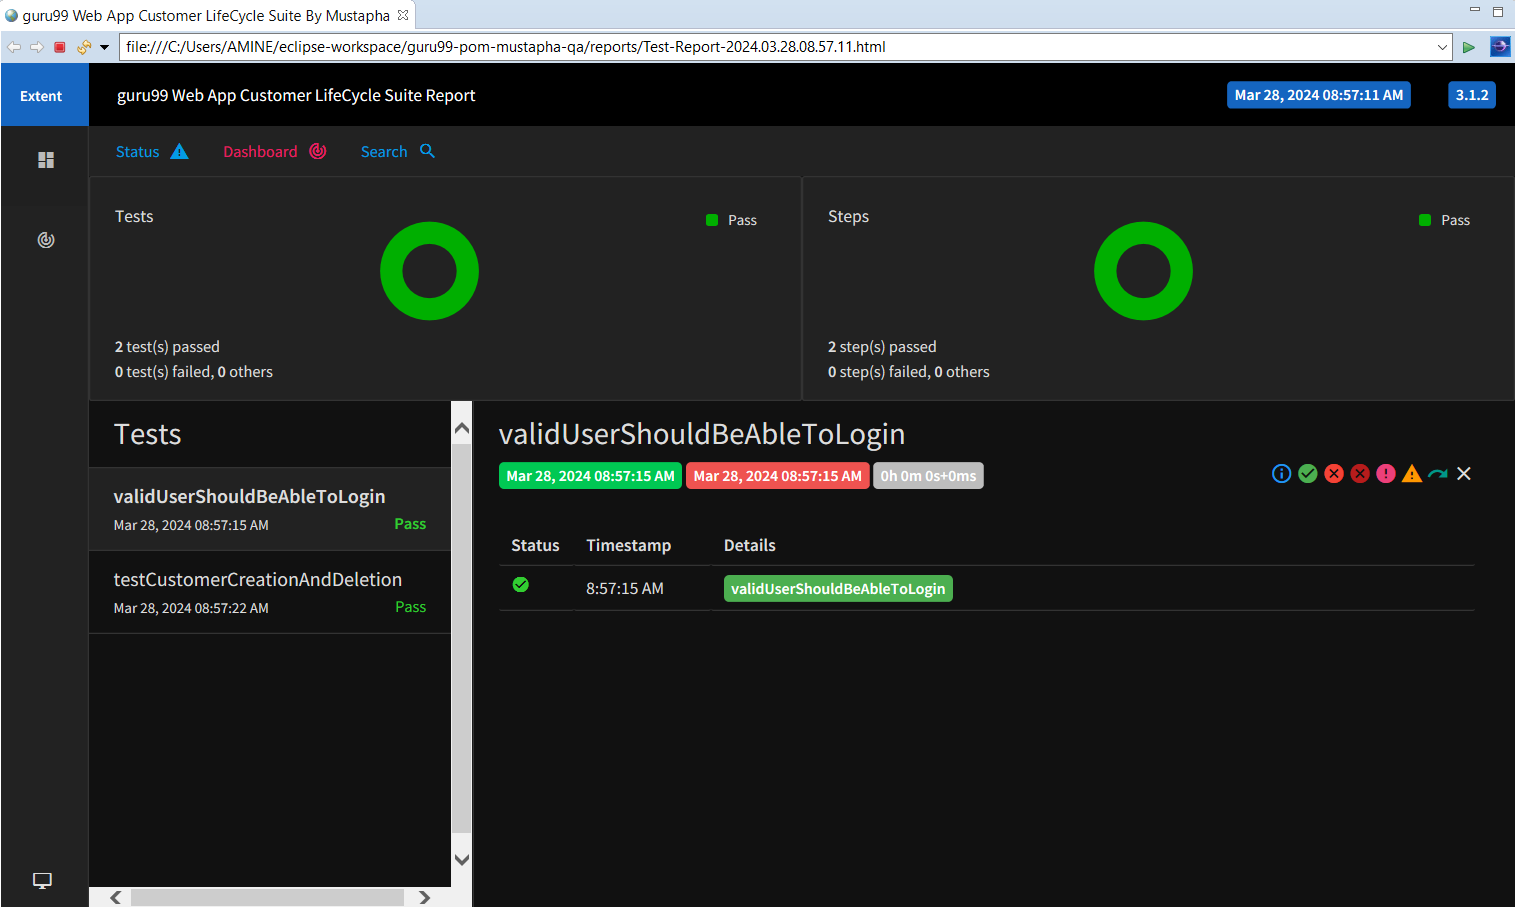 guru99 Web App Customer LifeCycle Suite By Mustapha
file:///C:/Users/AMINE/eclipse-workspace/guru99-pom-mustapha-qa/reports/Test-Report-2024.03.28.08.57.11.html
Extent
guru99 Web App Customer LifeCycle Suite Report
Mar 28, 2024 08:57:11 AM
3.1.2
Status
Dashboard
Search
Tests
Pass
2 test(s) passed
0 test(s) failed, 0 others
Steps
Pass
2 step(s) passed
0 step(s) failed, 0 others
Tests
validUserShouldBeAbleToLogin
Mar 28, 2024 08:57:15 AM
Pass
testCustomerCreationAndDeletion
Mar 28, 2024 08:57:22 AM
Pass
validUserShouldBeAbleToLogin
Mar 28, 2024 08:57:15 AM
Mar 28, 2024 08:57:15 AM
0h 0m 0s+0ms
Status Timestamp Details
8:57:15 AM validUserShouldBeAbleToLogin